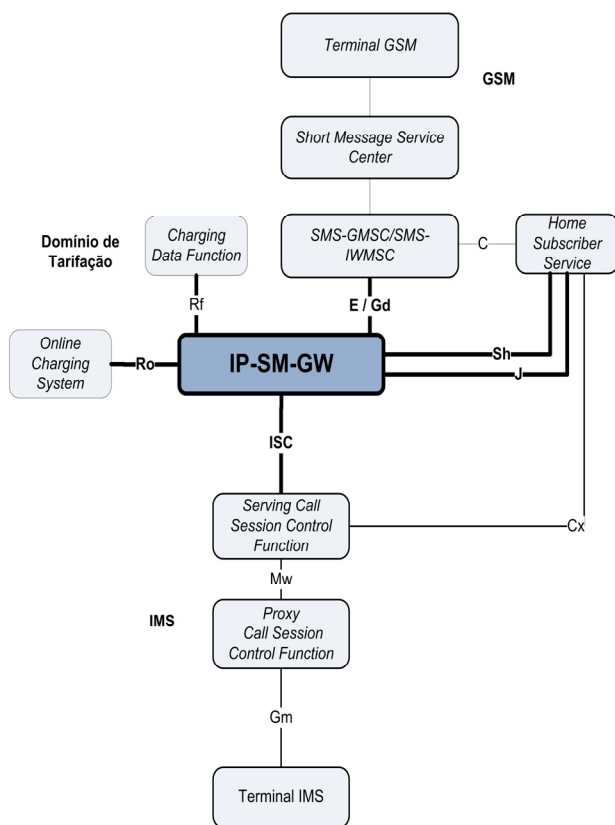 Terminal GSM
GSM
Short Message Service
Center
Domínio de
Tarifação
Charging
Data Function
SMS-GMSC/SMS-
IWMSC
C
Home
Subscriber
Service
Rf
E / Gd
Online
Charging
System
Ro
IP-SM-GW
Sh
J
ISC
Serving Call
Session Control
Function
Cx
Mw
IMS
Proxy
Call Session
Control Function
Gm
Terminal IMS